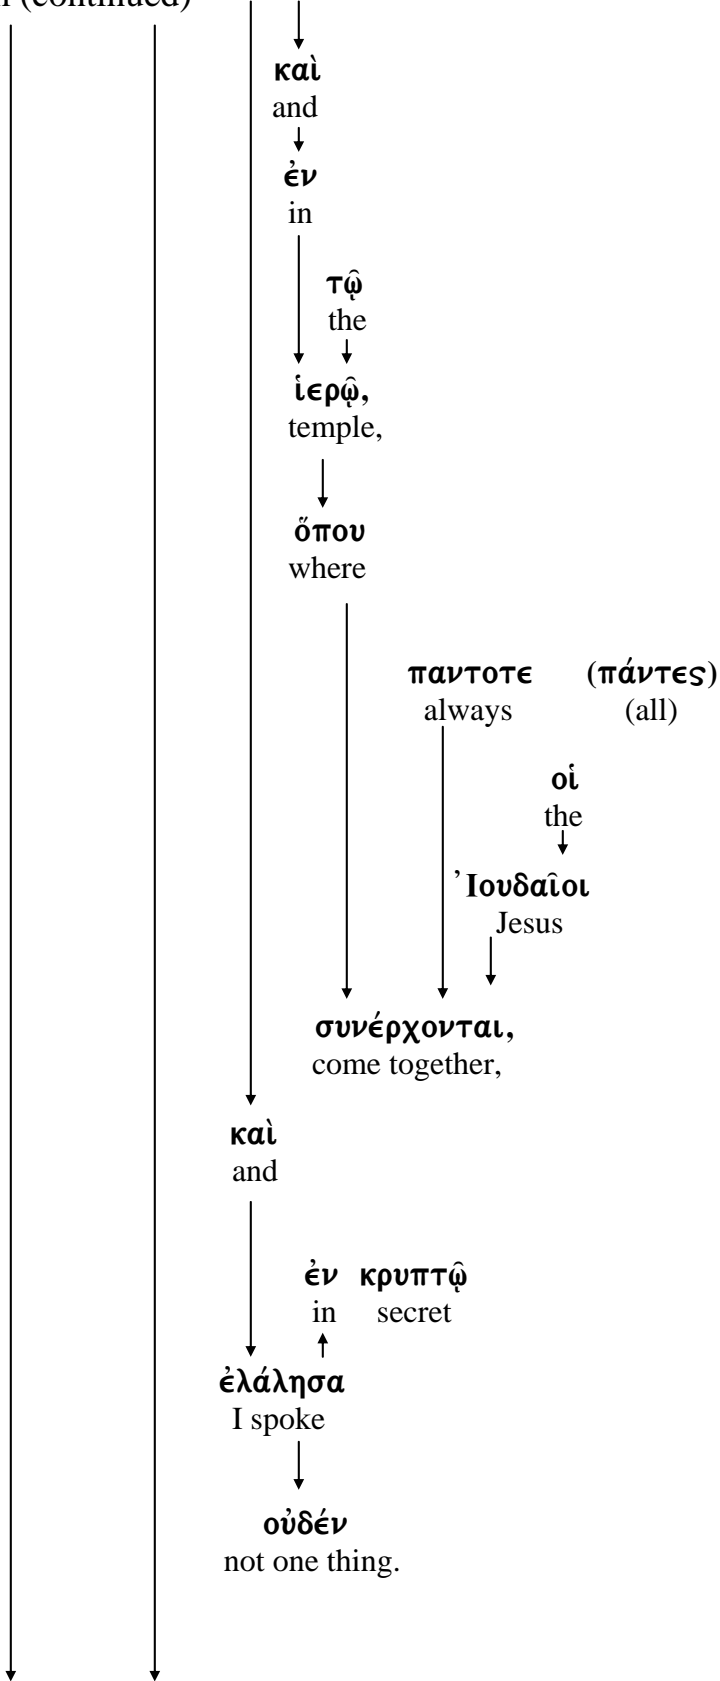 (continued)
καὶ
and
ἐν
in
τῷ
the
ἱερῷ,
temple,
ὅπου
where
παντοτε (πάντες)
always (all)
οἱ
the
Ἰουδαῖοι
Jesus
συνέρχονται,
come together,
καὶ
and
ἐν κρυπτῷ
in secret
ἐλάλησα
I spoke
οὐδέν
not one thing.